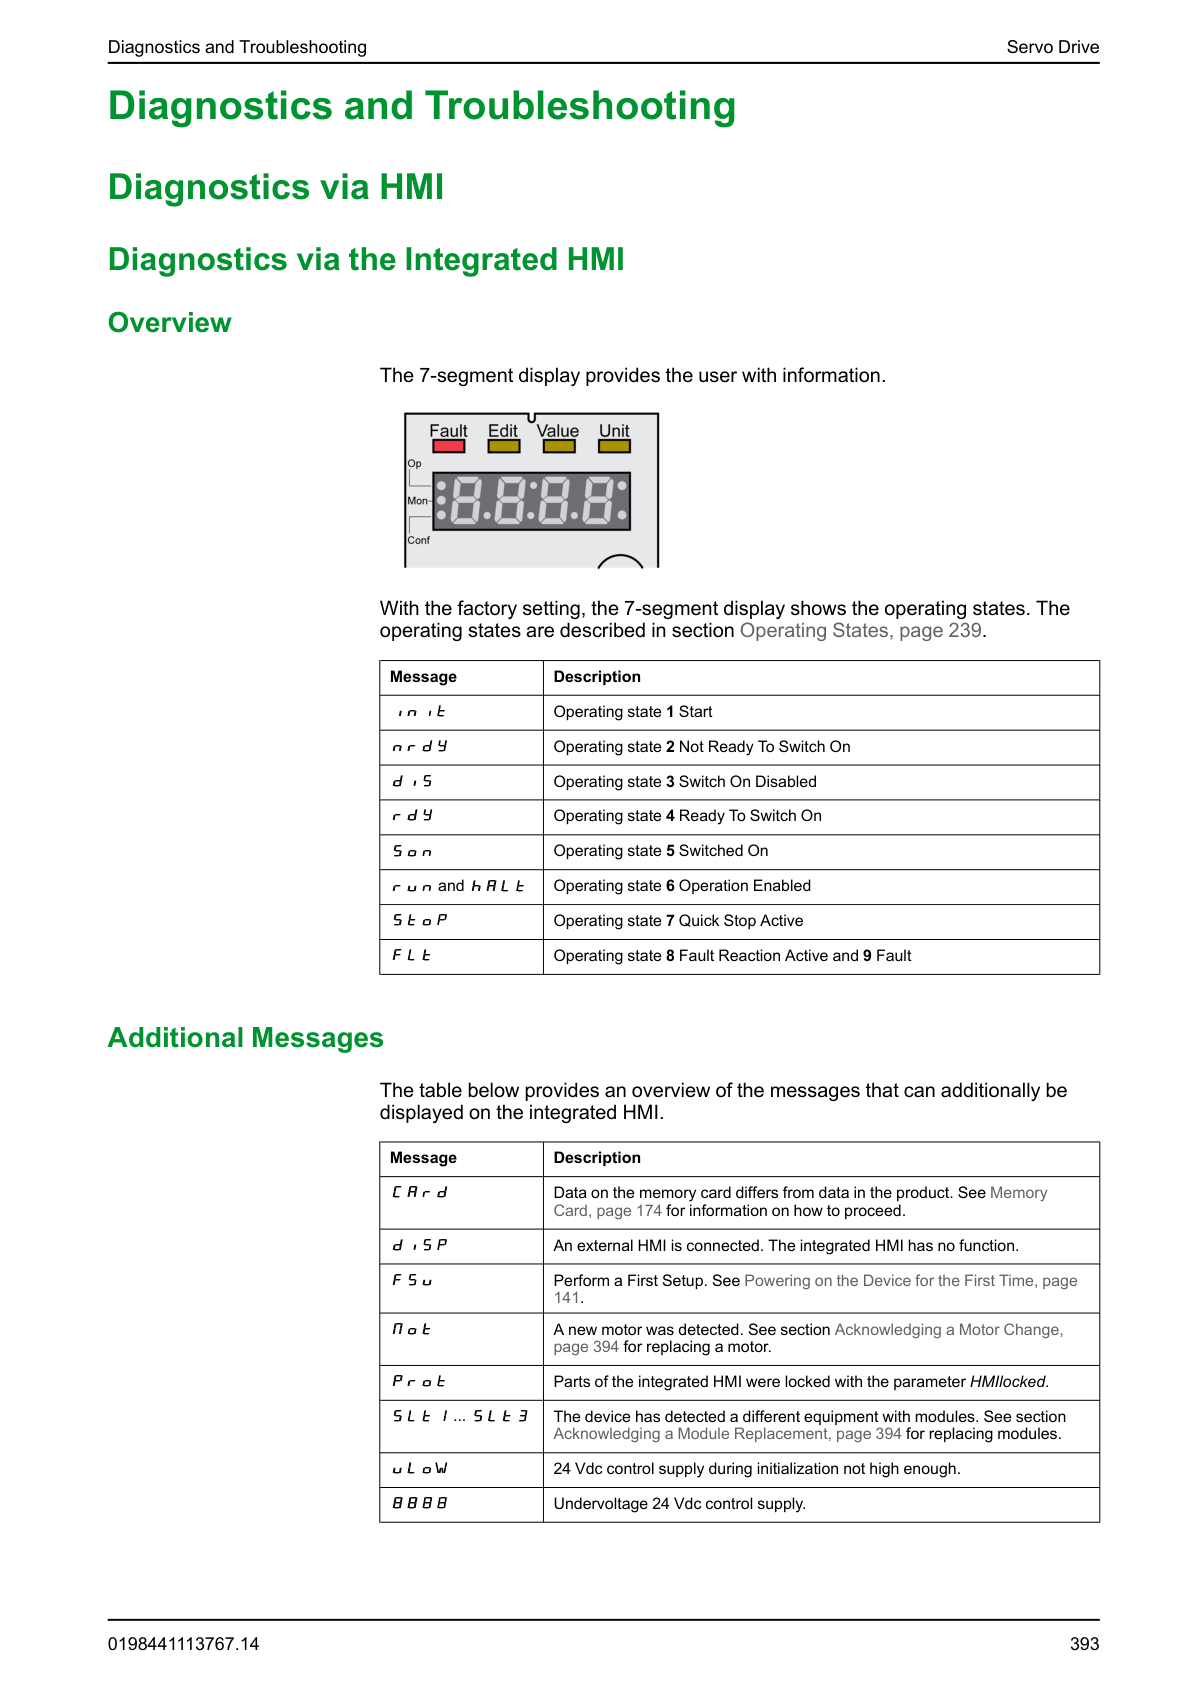 Diagnostics and Troubleshooting Servo Drive
Diagnostics and Troubleshooting
Diagnostics via HMI
Diagnostics via the Integrated HMI
Overview
The 7-segment display provides the user with information.
Fault Edit Value Unit
Op
8.8:8.8:
Mon
Conf
With the factory setting, the 7-segment display shows the operating states. The
operating states are described in section Operating States, page 239.
Message Description
init Operating state 1 Start
nrdY Operating state 2 Not Ready To Switch On
diS Operating state 3 Switch On Disabled
rdY Operating state 4 Ready To Switch On
Son Operating state 5 Switched On
run and hALt Operating state 6 Operation Enabled
StoP Operating state 7 Quick Stop Active
FLt Operating state 8 Fault Reaction Active and 9 Fault
Additional Messages
The table below provides an overview of the messages that can additionally be
displayed on the integrated HMI.
Message Description
CArd Data on the memory card differs from data in the product. See Memory
Card, page 174 for information on how to proceed.
diSP An external HMI is connected. The integrated HMI has no function.
FSu Perform a First Setup. See Powering on the Device for the First Time, page
141.
Mot A new motor was detected. See section Acknowledging a Motor Change,
page 394 for replacing a motor.
Prot Parts of the integrated HMI were locked with the parameter HMIlocked.
SLt1 ... SLt3 The device has detected a different equipment with modules. See section
Acknowledging a Module Replacement, page 394 for replacing modules.
uLoW 24 Vdc control supply during initialization not high enough.
8888 Undervoltage 24 Vdc control supply.
0198441113767.14 393